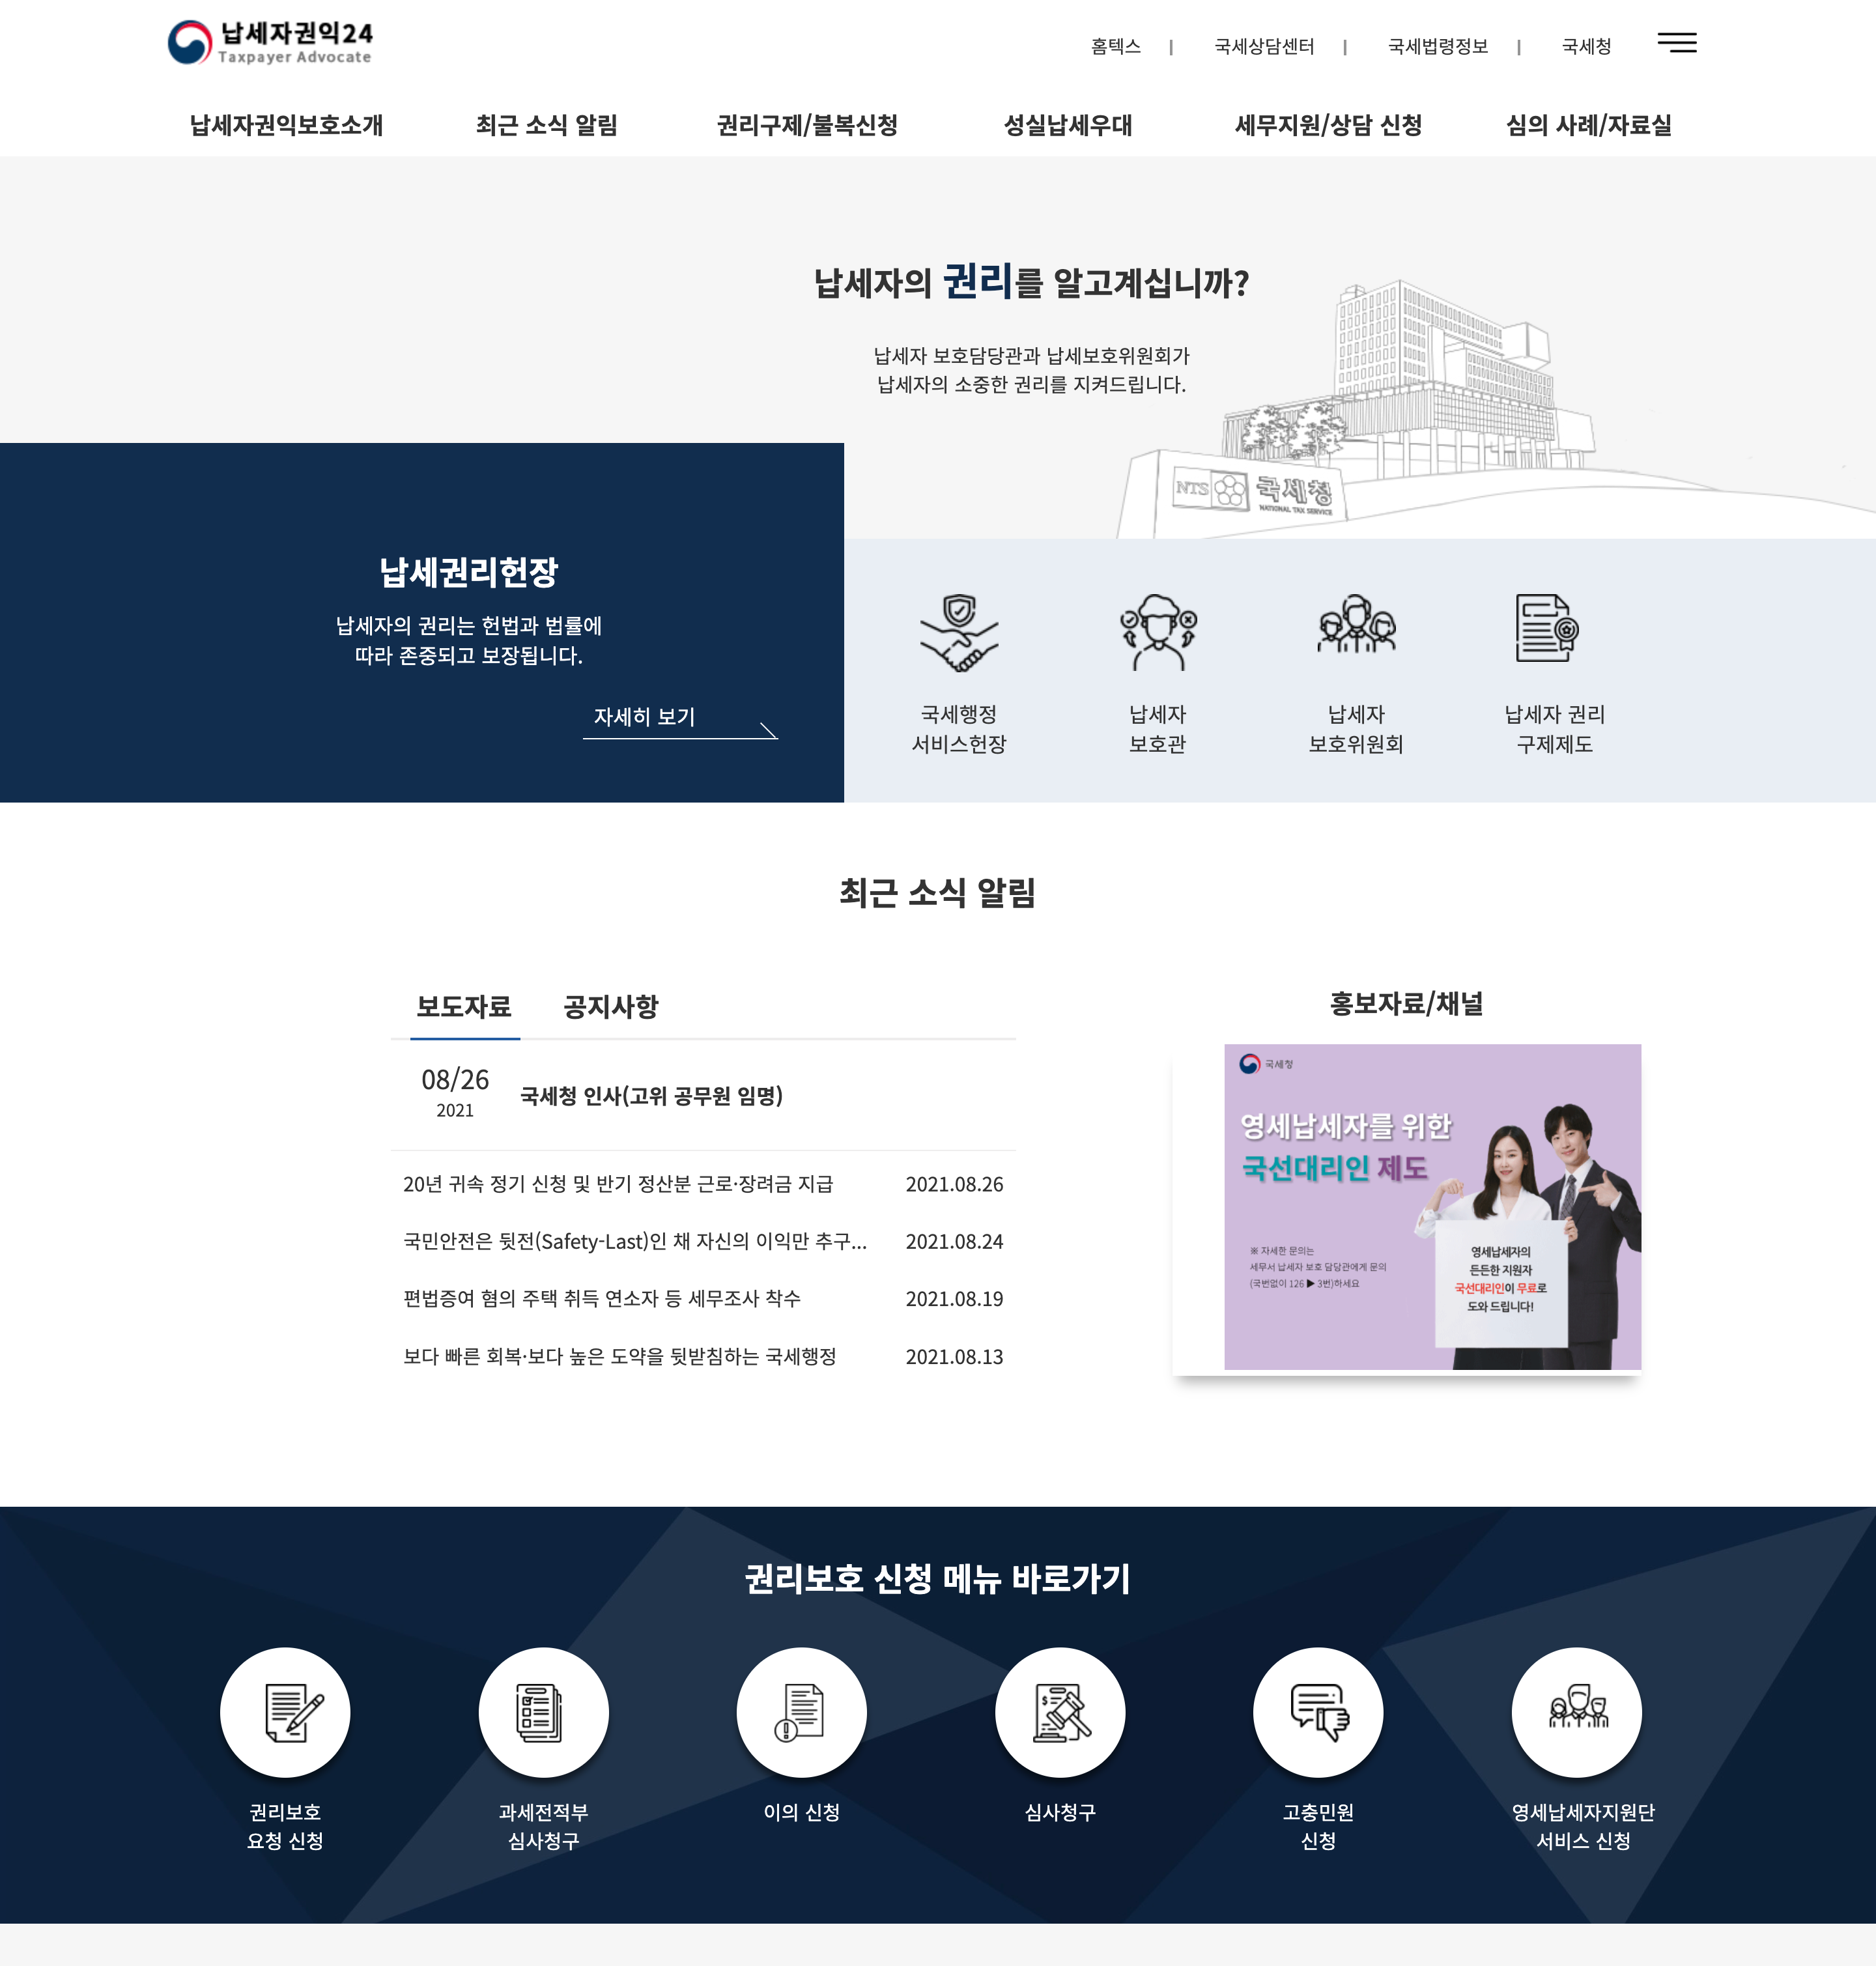 납세자권익24
Taxpayer Advocate
홈텍스 | 국세상담센터 | 국세법령정보 | 국세청
납세자권익보호소개 최근 소식 알림 권리구제/불복신청 성실납세우대 세무지원/상담 신청 심의 사례/자료실
납세자의 권리를 알고계십니까?
납세자 보호담당관과 납세보호위원회가
납세자의 소중한 권리를 지켜드립니다.
NTS 국세청
NATIONAL TAX SERVICE
납세권리헌장
납세자의 권리는 헌법과 법률에
따라 존중되고 보장됩니다.
자세히 보기
국세행정
서비스헌장
납세자
보호관
납세자
보호위원회
납세자 권리
구제제도
최근 소식 알림
보도자료 공지사항
08/26
2021
국세청 인사(고위 공무원 임명)
20년 귀속 정기 신청 및 반기 정산분 근로·장려금 지급 2021.08.26
국민안전은 뒷전(Safety-Last)인 채 자신의 이익만 추구... 2021.08.24
편법증여 혐의 주택 취득 연소자 등 세무조사 착수 2021.08.19
보다 빠른 회복·보다 높은 도약을 뒷받침하는 국세행정 2021.08.13
홍보자료/채널
국세청
영세납세자를 위한
국선대리인 제도
※ 자세한 문의는
세무서 납세자 보호 담당관에게 문의
(국번없이 126 ▶ 3번)하세요
영세납세자의
든든한 지원자
국선대리인이 무료로
도와 드립니다!
권리보호 신청 메뉴 바로가기
권리보호
요청 신청
과세전적부
심사청구
이의 신청
심사청구
고충민원
신청
영세납세자지원단
서비스 신청